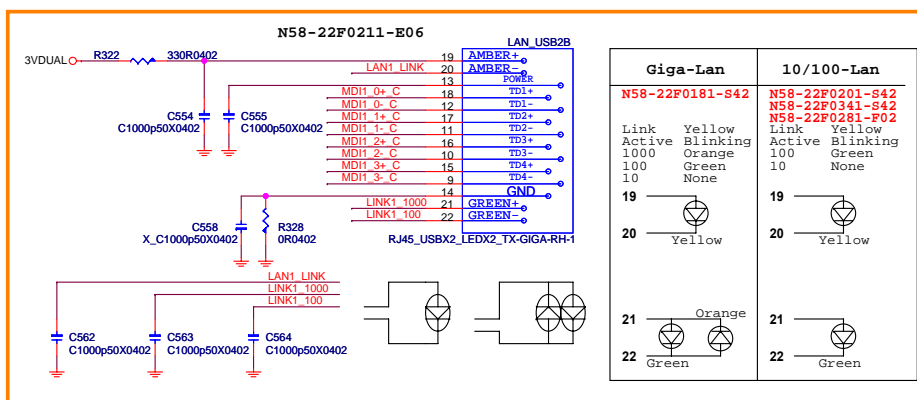 N58-22F0211-E06
LAN_USB2B
3VDUAL
R322
330R0402
19 AMBER+
LAN1_LINK 20 AMBER-
13 POWER
MDI1_0+_C 18 TD1+
MDI1_0-_C 12 TD1-
MDI1_1+_C 17 TD2+
MDI1_1-_C 11 TD2-
MDI1_2+_C 16 TD3+
MDI1_2-_C 10 TD3-
MDI1_3+_C 15 TD4+
MDI1_3-_C 9 TD4-
14 GND
LINK1_1000 21 GREEN+
LINK1_100 22 GREEN-
RJ45_USBX2_LEDX2_TX-GIGA-RH-1
C554
C1000p50X0402
C555
C1000p50X0402
C558
X_C1000p50X0402
R328
0R0402
LAN1_LINK
LINK1_1000
LINK1_100
C562
C1000p50X0402
C563
C1000p50X0402
C564
C1000p50X0402
Giga-Lan
N58-22F0181-S42
Link Yellow
Active Blinking
1000 Orange
100 Green
10 None
19
20
Yellow
21
Orange
22
Green
10/100-Lan
N58-22F0201-S42
N58-22F0341-S42
N58-22F0281-F02
Link Yellow
Active Blinking
100 Green
10 None
19
20
Yellow
21
22
Green